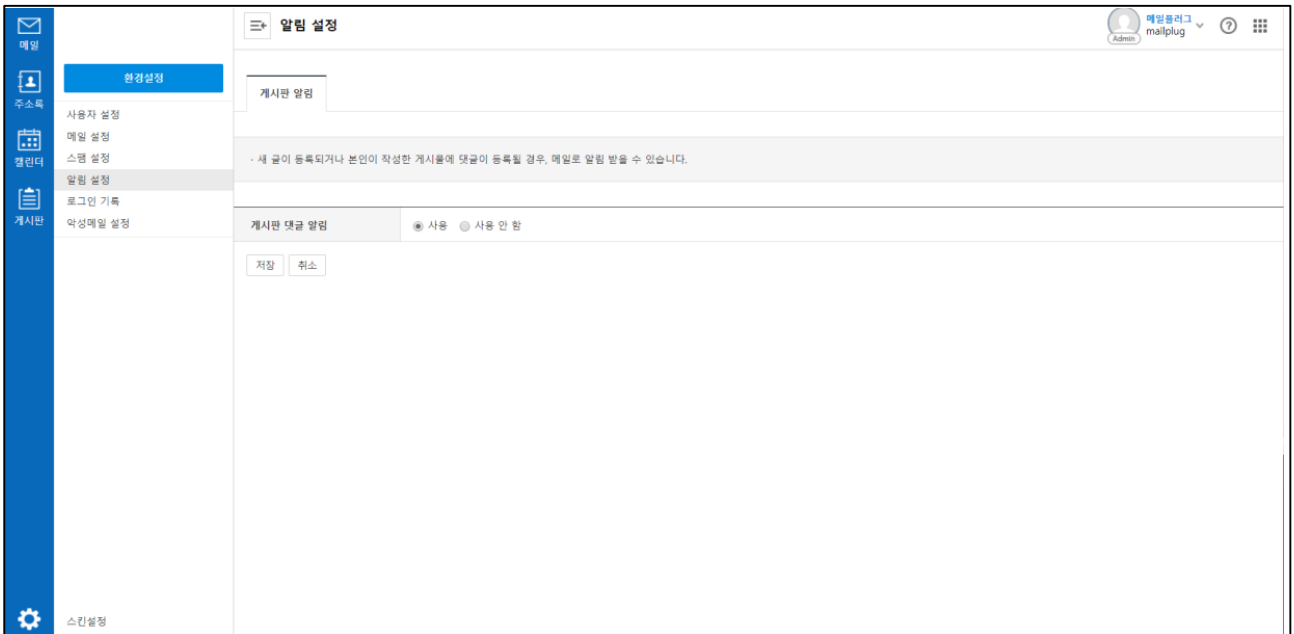 메일
주소록
캘린더
게시판
환경설정
사용자 설정
메일 설정
스팸 설정
알림 설정
로그인 기록
악성메일 설정
스킨설정
알림 설정
Admin
메일플러그
mailplug
?
게시판 알림
· 새 글이 등록되거나 본인이 작성한 게시물에 댓글이 등록될 경우, 메일로 알림 받을 수 있습니다.
게시판 댓글 알림 사용 사용 안 함
저장 취소